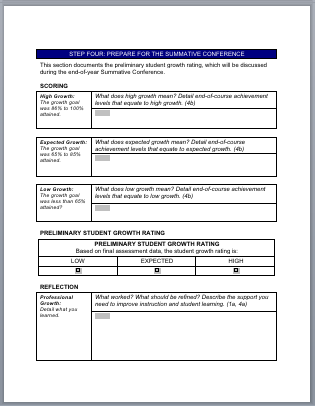 STEP FOUR: PREPARE FOR THE SUMMATIVE CONFERENCE
This section documents the preliminary student growth rating, which will be discussed
during the end-of-year Summative Conference.
SCORING
High Growth:
The growth
goal was
was 86% to 100%
attained.
What does high growth mean? Detail end-of-course achievement
levels that equate to high growth. (4b)
Expected Growth:
The growth goal
was 65% to 85%
attained.
What does expected growth mean? Detail end-of-course
achievement levels that equate to expected growth. (4b)
Low Growth:
The growth goal
was less than 65%
attained?
What does low growth mean? Detail end-of-course achievement
levels that equate to low growth. (4b)
PRELIMINARY STUDENT GROWTH RATING
PRELIMINARY STUDENT GROWTH RATING
Based on final assessment data, the student growth rating is:
LOW EXPECTED HIGH
REFLECTION
Professional
Growth:
Detail what you
learned.
What worked? What should be refined? Describe the support you
need to improve instruction and student learning. (1a, 4a)